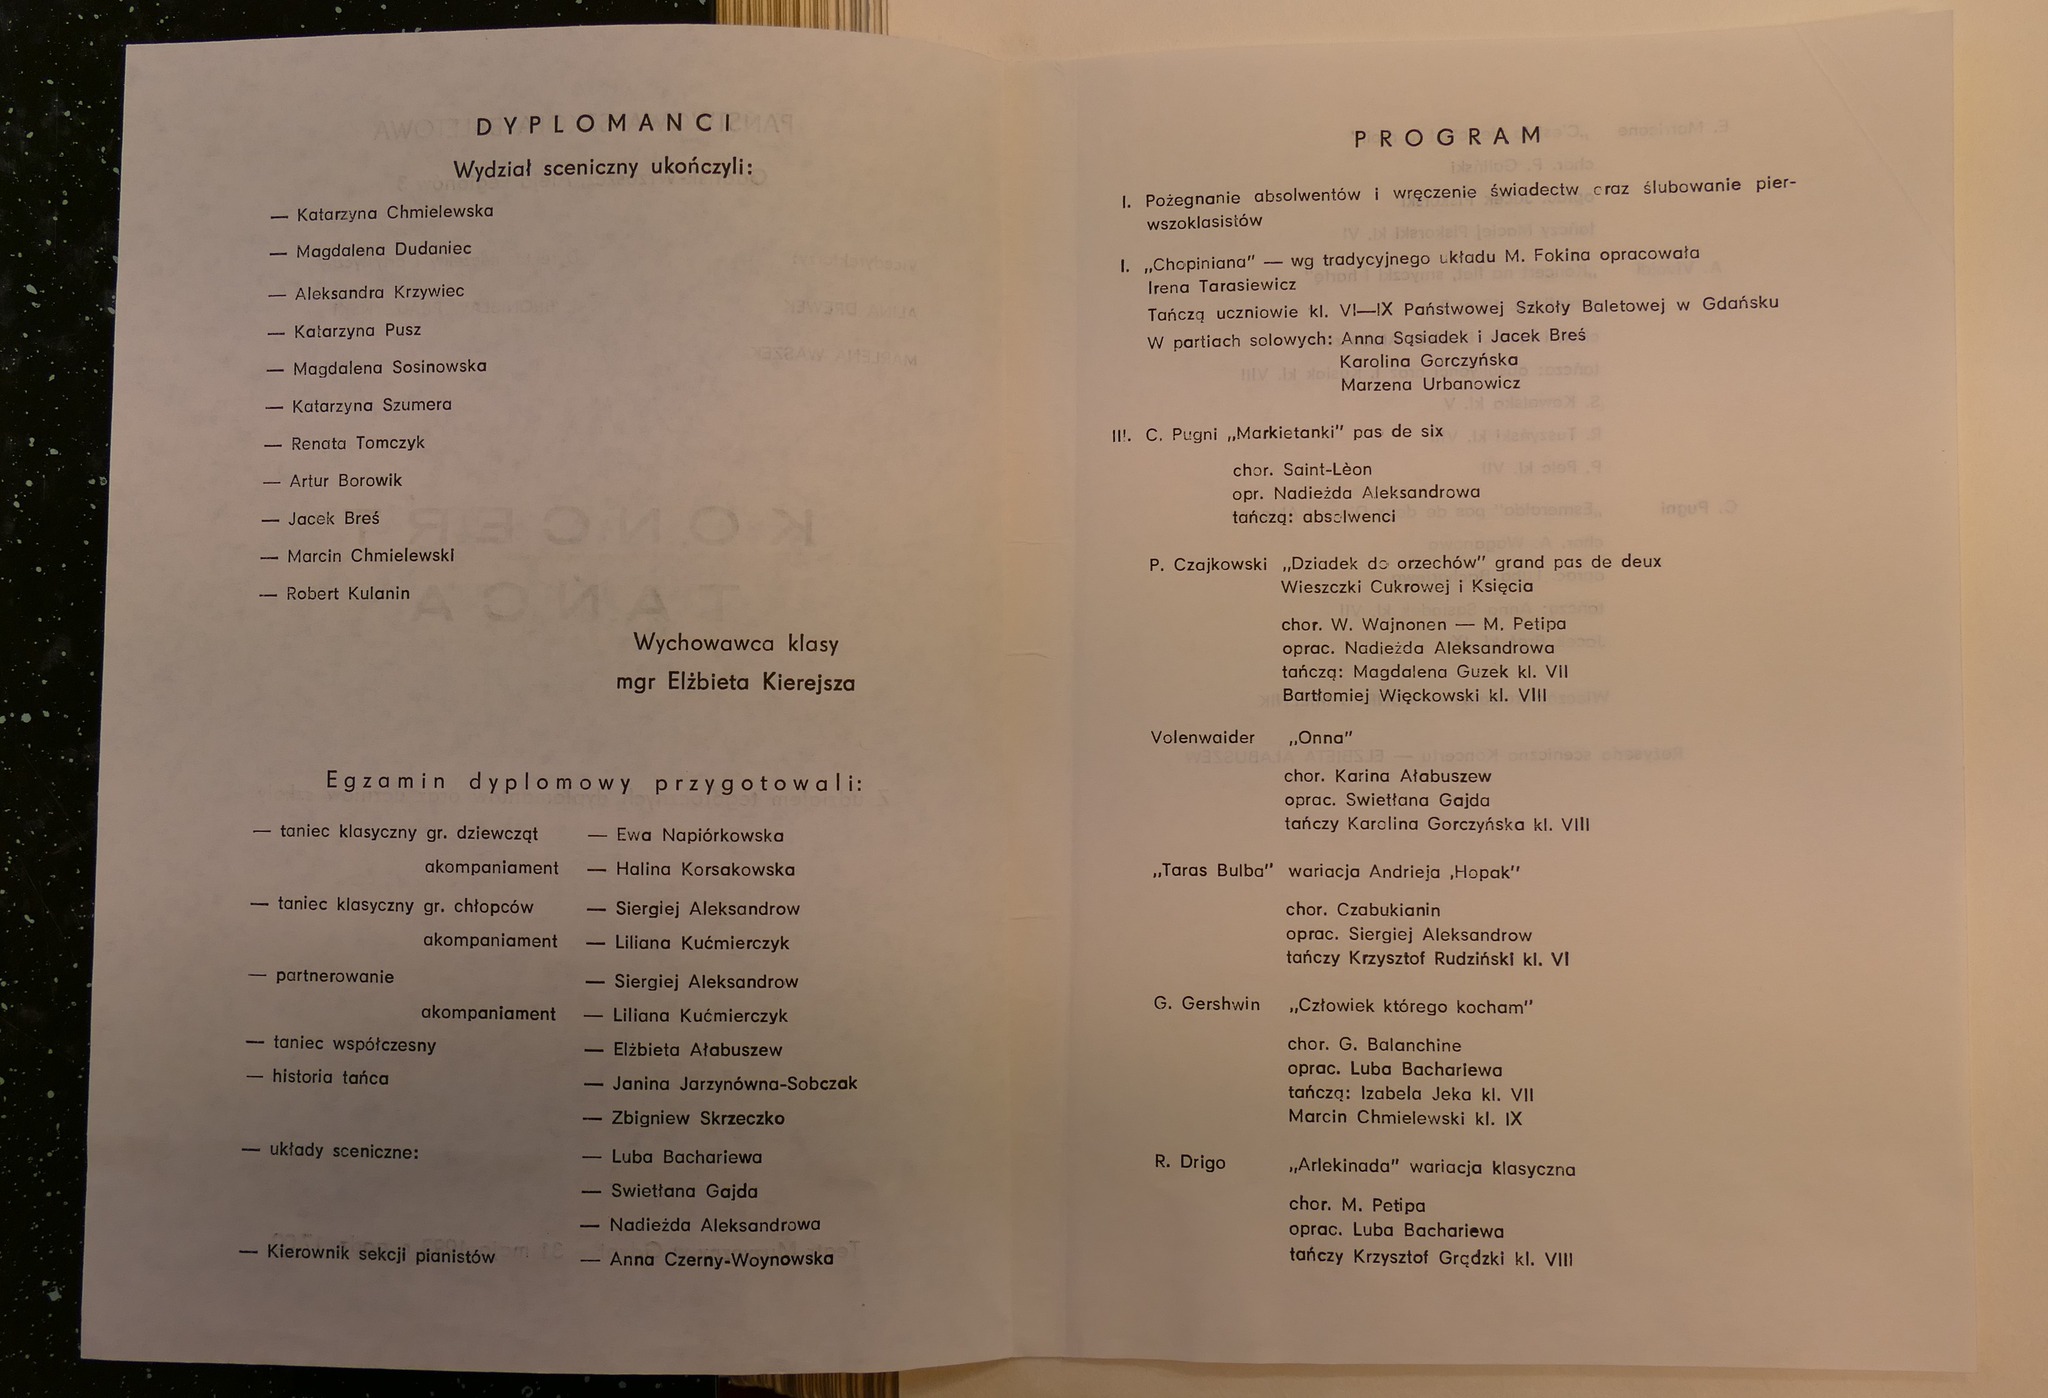 DYPLOMANCI
Wydział sceniczny ukończyli:
— Katarzyna Chmielewska
— Magdalena Dudaniec
— Aleksandra Krzywiec
— Katarzyna Pusz
— Magdalena Sosinowska
— Katarzyna Szumera
— Renata Tomczyk
— Artur Borowik
— Jacek Breś
— Marcin Chmielewski
— Robert Kulanin
Wychowawca klasy
mgr Elżbieta Kierejsza
Egzamin dyplomowy przygotowali:
— taniec klasyczny gr. dziewcząt — Ewa Napiórkowska
akompaniament — Halina Korsakowska
— taniec klasyczny gr. chłopców — Siergiej Aleksandrow
akompaniament — Liliana Kućmierczyk
— partnerowanie — Siergiej Aleksandrow
akompaniament — Liliana Kućmierczyk
— taniec współczesny — Elżbieta Ałabuszew
— historia tańca — Janina Jarzynówna-Sobczak
— Zbigniew Skrzeczko
— układy sceniczne: — Luba Bachariewa
— Swietłana Gajda
— Nadieżda Aleksandrowa
— Kierownik sekcji pianistów — Anna Czerny-Woynowska
PROGRAM
I. Pożegnanie absolwentów i wręczenie świadectw oraz ślubowanie pier-
wszoklasistów
I. „Chopiniana” — wg tradycyjnego układu M. Fokina opracowała
Irena Tarasiewicz
Tańczą uczniowie kl. VI—IX Państwowej Szkoły Baletowej w Gdańsku
W partiach solowych: Anna Sąsiadek i Jacek Breś
Karolina Gorczyńska
Marzena Urbanowicz
III. C. Pugni „Markietanki” pas de six
chor. Saint-Lèon
opr. Nadieżda Aleksandrowa
tańczą: absolwenci
P. Czajkowski „Dziadek do orzechów” grand pas de deux
Wieszczki Cukrowej i Księcia
chor. W. Wajnonen — M. Petipa
oprac. Nadieżda Aleksandrowa
tańczą: Magdalena Guzek kl. VII
Bartłomiej Więckowski kl. VIII
Volenwaider „Onna”
chor. Karina Ałabuszew
oprac. Swietłana Gajda
tańczy Karolina Gorczyńska kl. VIII
„Taras Bulba” wariacja Andrieja ‚Hopak”
chor. Czabukianin
oprac. Siergiej Aleksandrow
tańczy Krzysztof Rudziński kl. VI
G. Gershwin „Człowiek którego kocham”
chor. G. Balanchine
oprac. Luba Bachariewa
tańczą: Izabela Jeka kl. VII
Marcin Chmielewski kl. IX
R. Drigo „Arlekinada” wariacja klasyczna
chor. M. Petipa
oprac. Luba Bachariewa
tańczy Krzysztof Grądzki kl. VIII